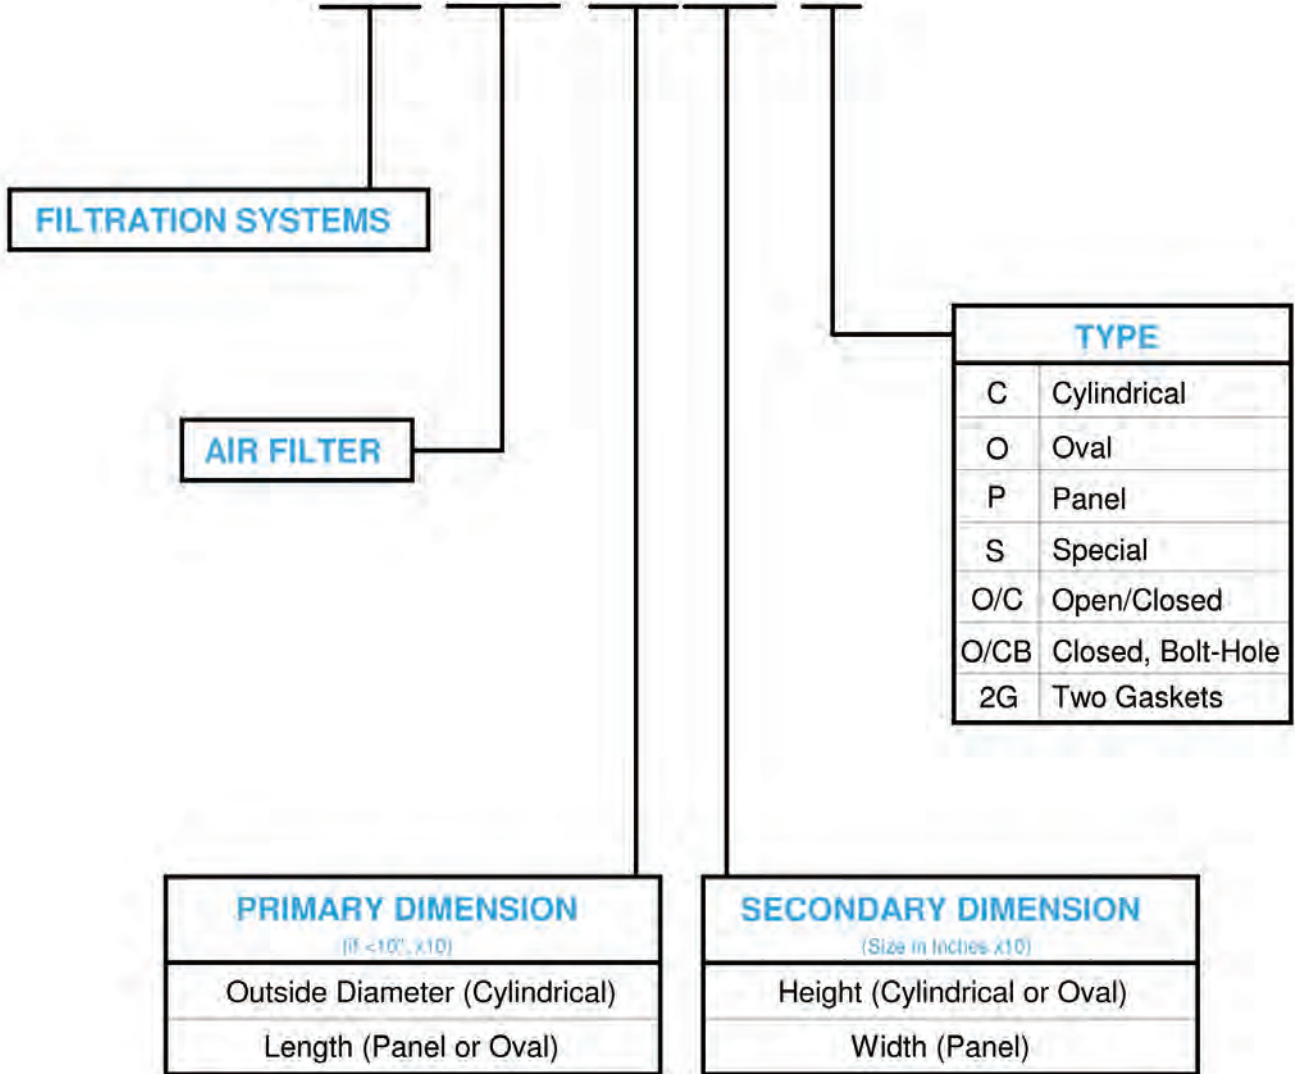 FILTRATION SYSTEMS
AIR FILTER
TYPE
C Cylindrical
O Oval
P Panel
S Special
O/C Open/Closed
O/CB Closed, Bolt-Hole
2G Two Gaskets
PRIMARY DIMENSION
(if <10", x10)
Outside Diameter (Cylindrical)
Length (Panel or Oval)
SECONDARY DIMENSION
(Size in Inches x10)
Height (Cylindrical or Oval)
Width (Panel)